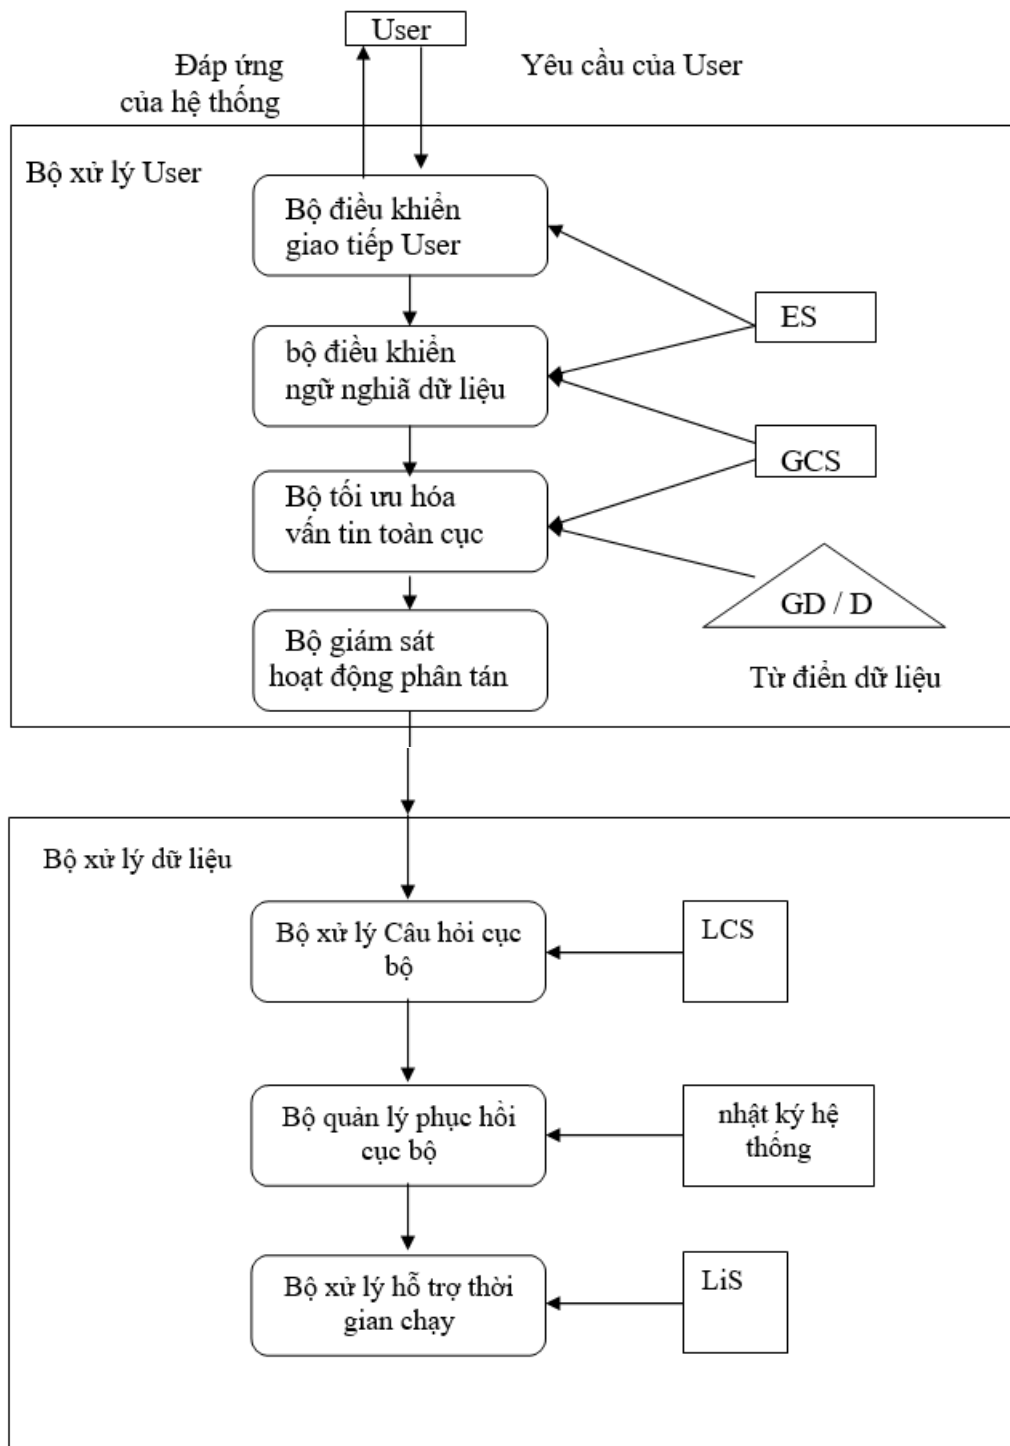 User
Đáp ứng
của hệ thống
Yêu cầu của User
Bộ xử lý User
Bộ điều khiển
giao tiếp User
ES
bộ điều khiển
ngữ nghiã dữ liệu
GCS
Bộ tối ưu hóa
vấn tin toàn cục
GD / D
Bộ giám sát
hoạt động phân tán
Từ điển dữ liệu
Bộ xử lý dữ liệu
Bộ xử lý Câu hỏi cục
bộ
LCS
Bộ quản lý phục hồi
cục bộ
nhật ký hệ
thống
Bộ xử lý hỗ trợ thời
gian chạy
LiS